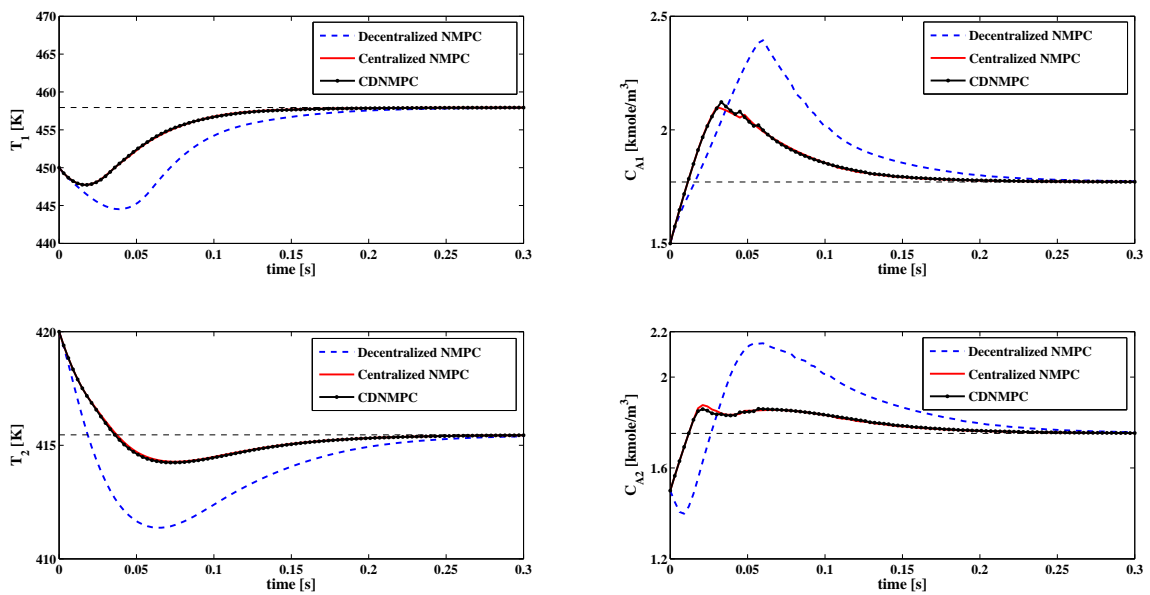 470
465
460
455
450
445
440
T1 [K]
0 0.05 0.1 0.15 0.2 0.25 0.3
time [s]
Decentralized NMPC
Centralized NMPC
CDNMPC
2.5
2
1.5
CA1 [kmole/m3]
0 0.05 0.1 0.15 0.2 0.25 0.3
time [s]
Decentralized NMPC
Centralized NMPC
CDNMPC
420
415
410
T2 [K]
0 0.05 0.1 0.15 0.2 0.25 0.3
time [s]
Decentralized NMPC
Centralized NMPC
CDNMPC
2.2
2
1.6
1.2
CA2 [kmole/m3]
0 0.05 0.1 0.15 0.2 0.25 0.3
time [s]
Decentralized NMPC
Centralized NMPC
CDNMPC